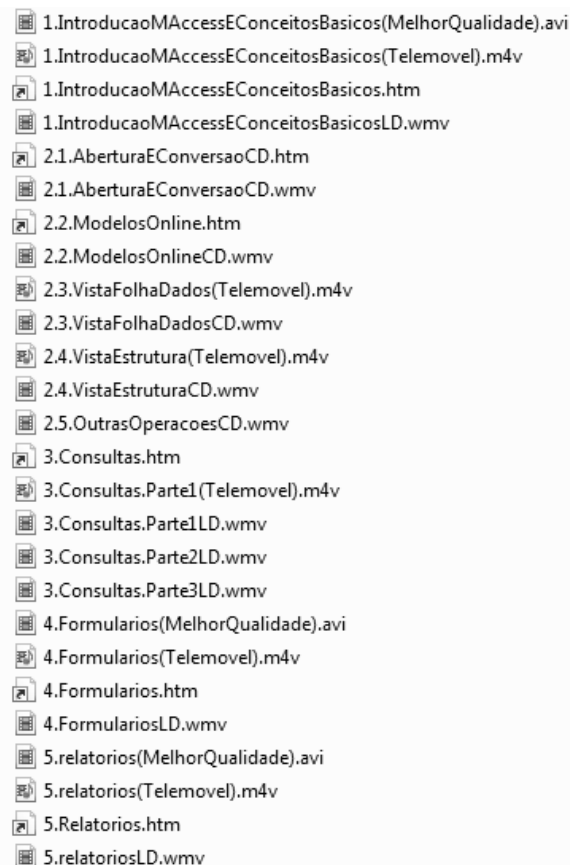 1.IntroducaoMAccessEConceitosBasicos(MelhorQualidade).avi
1.IntroducaoMAccessEConceitosBasicos(Telemovel).m4v
1.IntroducaoMAccessEConceitosBasicos.htm
1.IntroducaoMAccessEConceitosBasicosLD.wmv
2.1.AberturaEConversaoCD.htm
2.1.AberturaEConversaoCD.wmv
2.2.ModelosOnline.htm
2.2.ModelosOnlineCD.wmv
2.3.VistaFolhaDados(Telemovel).m4v
2.3.VistaFolhaDadosCD.wmv
2.4.VistaEstrutura(Telemovel).m4v
2.4.VistaEstruturaCD.wmv
2.5.OutrasOperacoesCD.wmv
3.Consultas.htm
3.Consultas.Parte1(Telemovel).m4v
3.Consultas.Parte1LD.wmv
3.Consultas.Parte2LD.wmv
3.Consultas.Parte3LD.wmv
4.Formularios(MelhorQualidade).avi
4.Formularios(Telemovel).m4v
4.Formularios.htm
4.FormulariosLD.wmv
5.relatorios(MelhorQualidade).avi
5.relatorios(Telemovel).m4v
5.Relatorios.htm
5.relatoriosLD.wmv